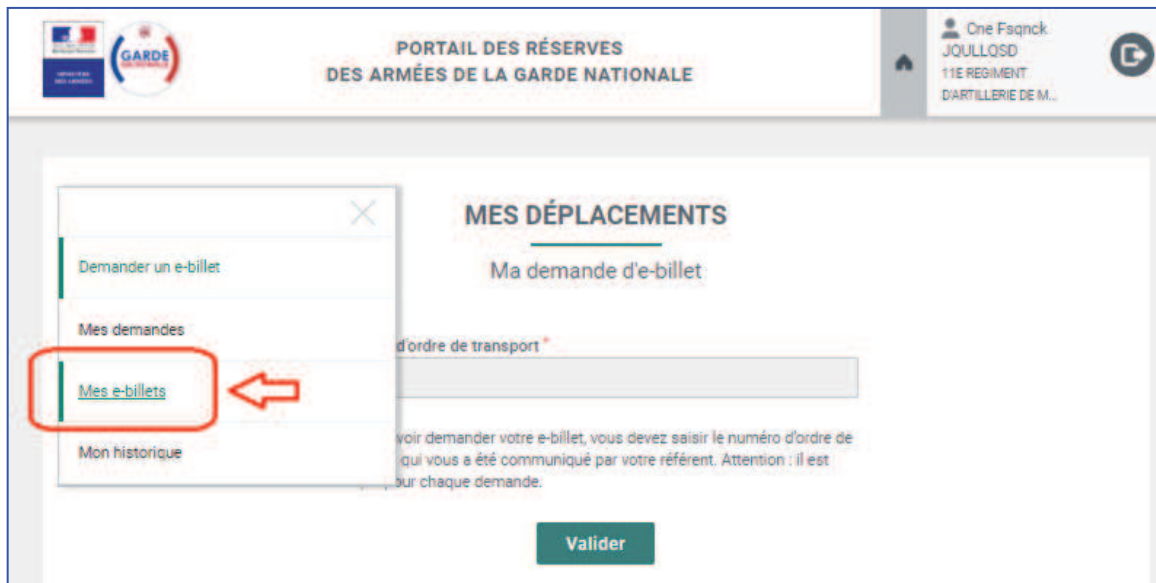 GARDE
PORTAIL DES RÉSERVES
DES ARMÉES DE LA GARDE NATIONALE
Cne Fsqnck
JQULLQSD
11E REGIMENT
D'ARTILLERIE DE M...
MES DÉPLACEMENTS
Ma demande d'e-billet
Demander un e-billet
Mes demandes
Mes e-billets
Mon historique
d'ordre de transport *
voir demander votre e-billet, vous devez saisir le numéro d'ordre de
qui vous a été communiqué par votre référent. Attention : il est
our chaque demande.
Valider